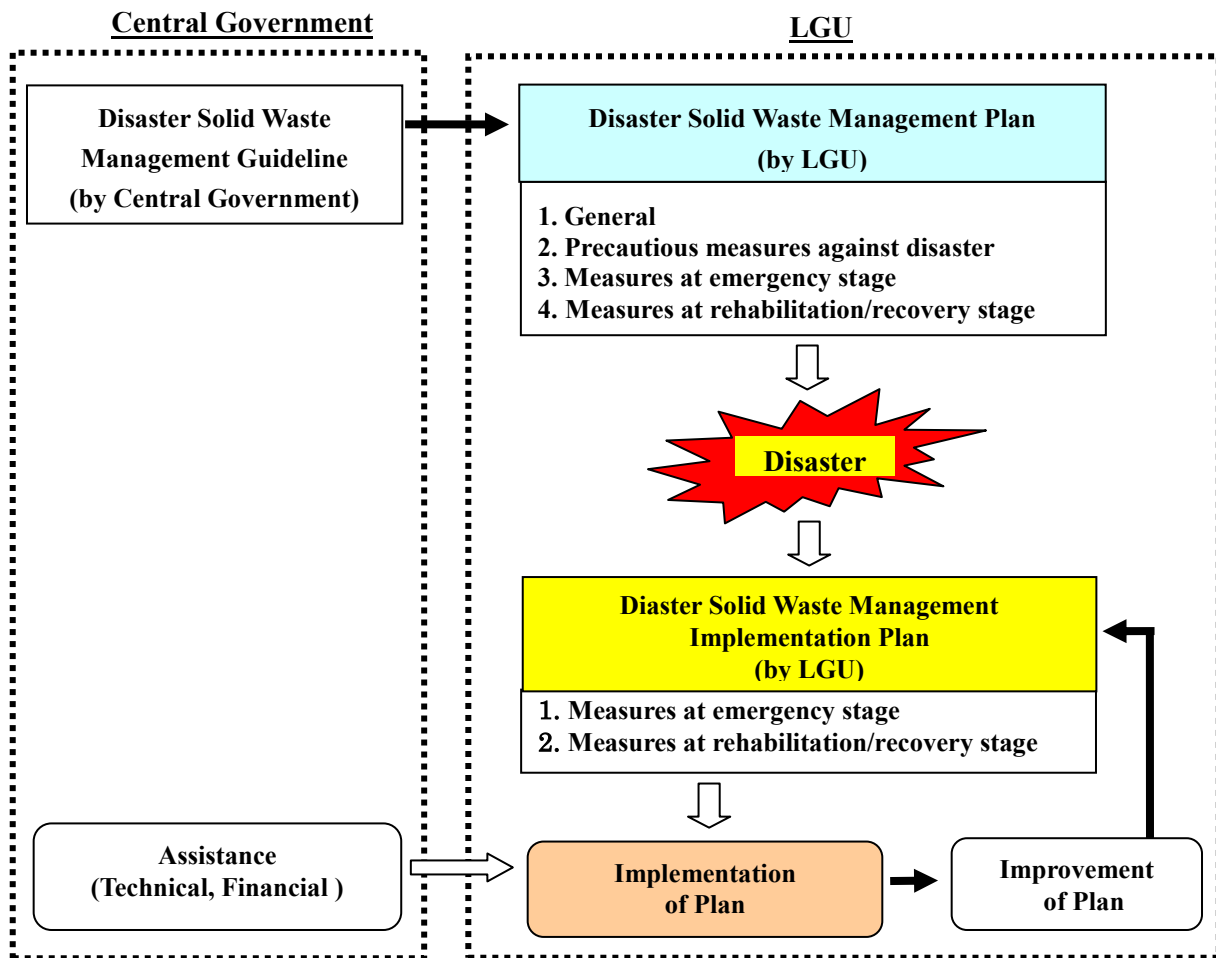 Central Government
LGU
Disaster Solid Waste
Management Guideline
(by Central Government)
Disaster Solid Waste Management Plan
(by LGU)
1. General
2. Precautious measures against disaster
3. Measures at emergency stage
4. Measures at rehabilitation/recovery stage
Disaster
Diaster Solid Waste Management
Implementation Plan
(by LGU)
1. Measures at emergency stage
2. Measures at rehabilitation/recovery stage
Assistance
(Technical, Financial )
Implementation
of Plan
Improvement
of Plan